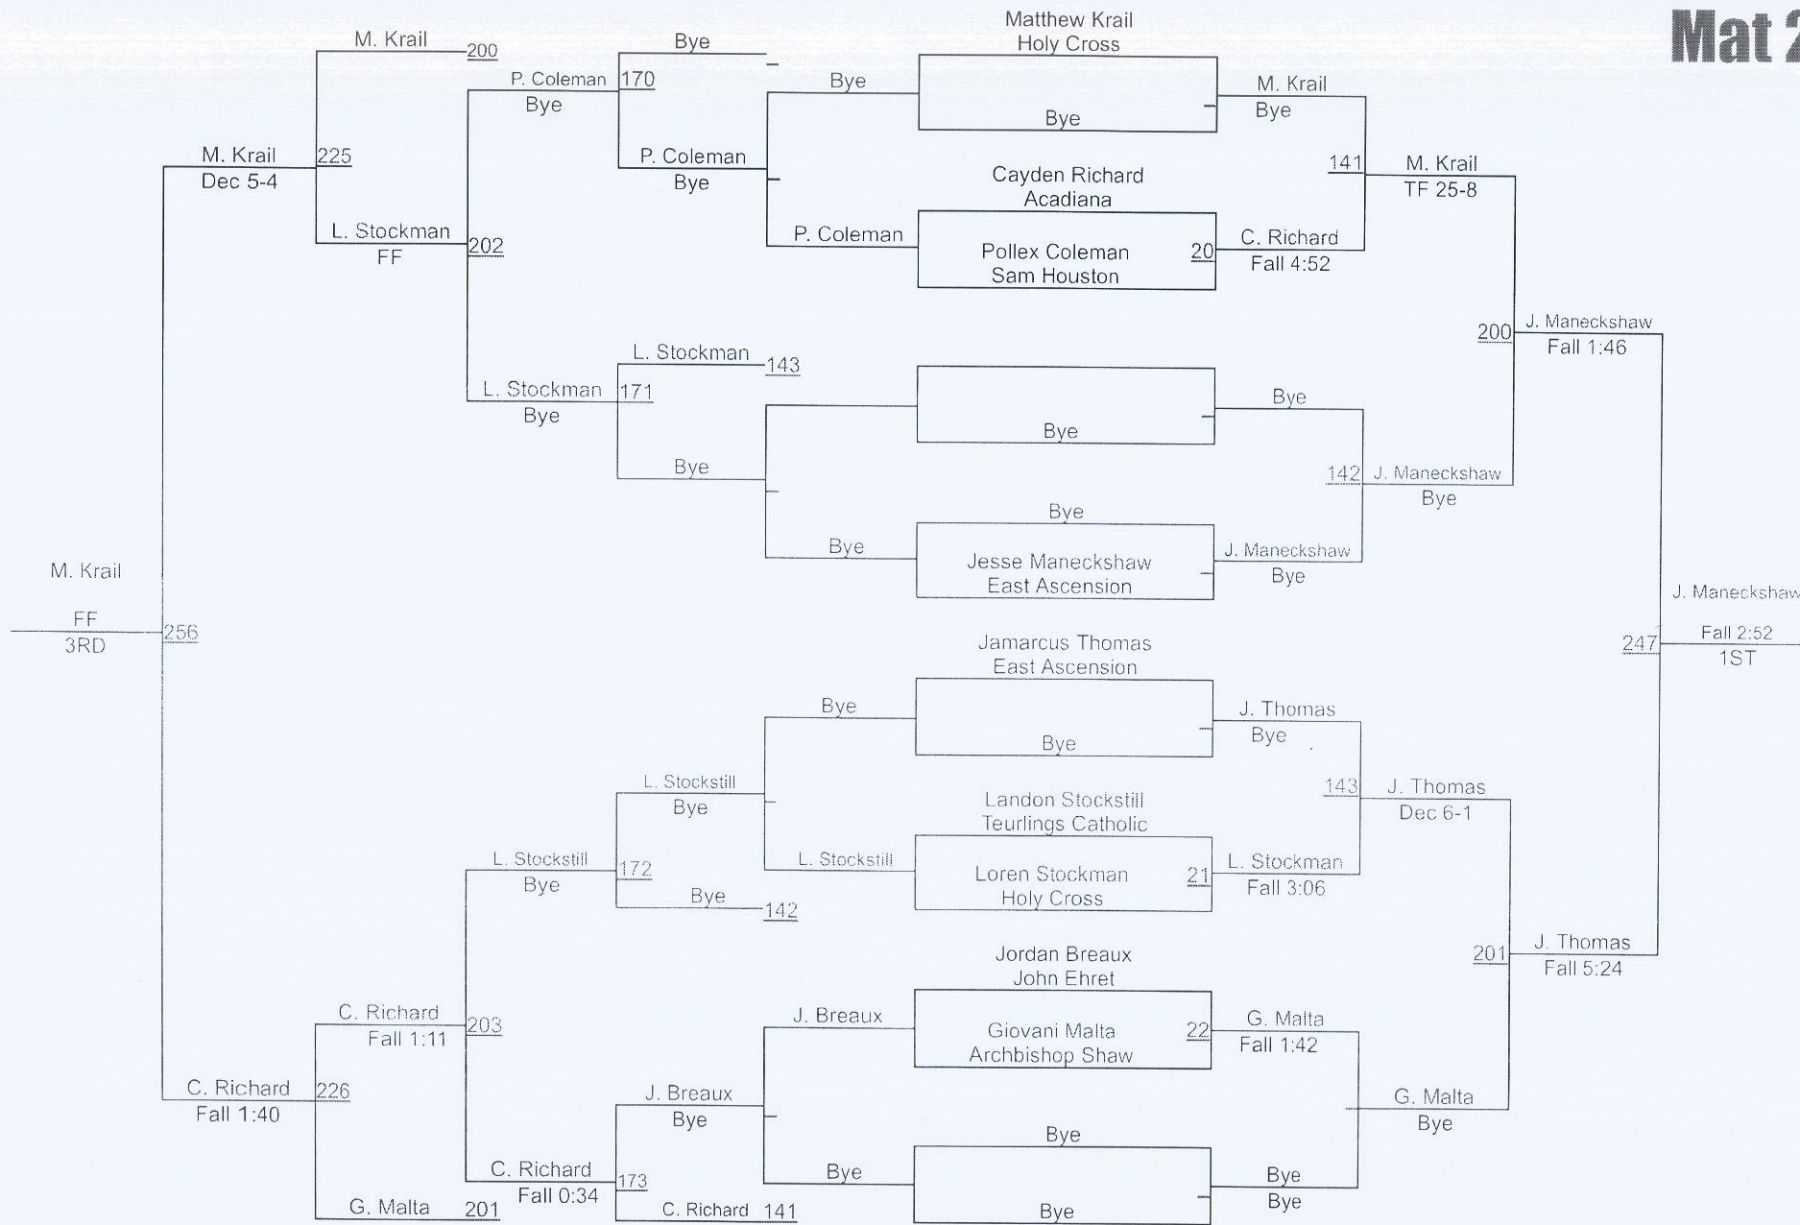 Mat 2
Matthew Krail
Holy Cross
M. Krail
200
Bye
P. Coleman
170
Bye
Bye
Bye
M. Krail
Bye
M. Krail
225
Dec 5-4
P. Coleman
Bye
Cayden Richard
Acadiana
141
M. Krail
TF 25-8
L. Stockman
FF
202
P. Coleman
Pollex Coleman
Sam Houston
20
C. Richard
Fall 4:52
200
J. Maneckshaw
Fall 1:46
L. Stockman
143
L. Stockman
171
Bye
Bye
Bye
Bye
142
J. Maneckshaw
Bye
Bye
Bye
Jesse Maneckshaw
East Ascension
J. Maneckshaw
Bye
M. Krail
FF
3RD
256
J. Maneckshaw
Fall 2:52
1ST
247
Jamarcus Thomas
East Ascension
Bye
Bye
J. Thomas
Bye
L. Stockstill
Bye
Landon Stockstill
Teurlings Catholic
143
J. Thomas
Dec 6-1
L. Stockstill
Bye
172
L. Stockstill
Loren Stockman
Holy Cross
21
L. Stockman
Fall 3:06
Bye
142
201
J. Thomas
Fall 5:24
Jordan Breaux
John Ehret
C. Richard
Fall 1:11
203
J. Breaux
Giovani Malta
Archbishop Shaw
22
G. Malta
Fall 1:42
C. Richard
Fall 1:40
226
J. Breaux
Bye
G. Malta
Bye
Bye
C. Richard
Fall 0:34
173
Bye
Bye
Bye
Bye
G. Malta
201
C. Richard
141